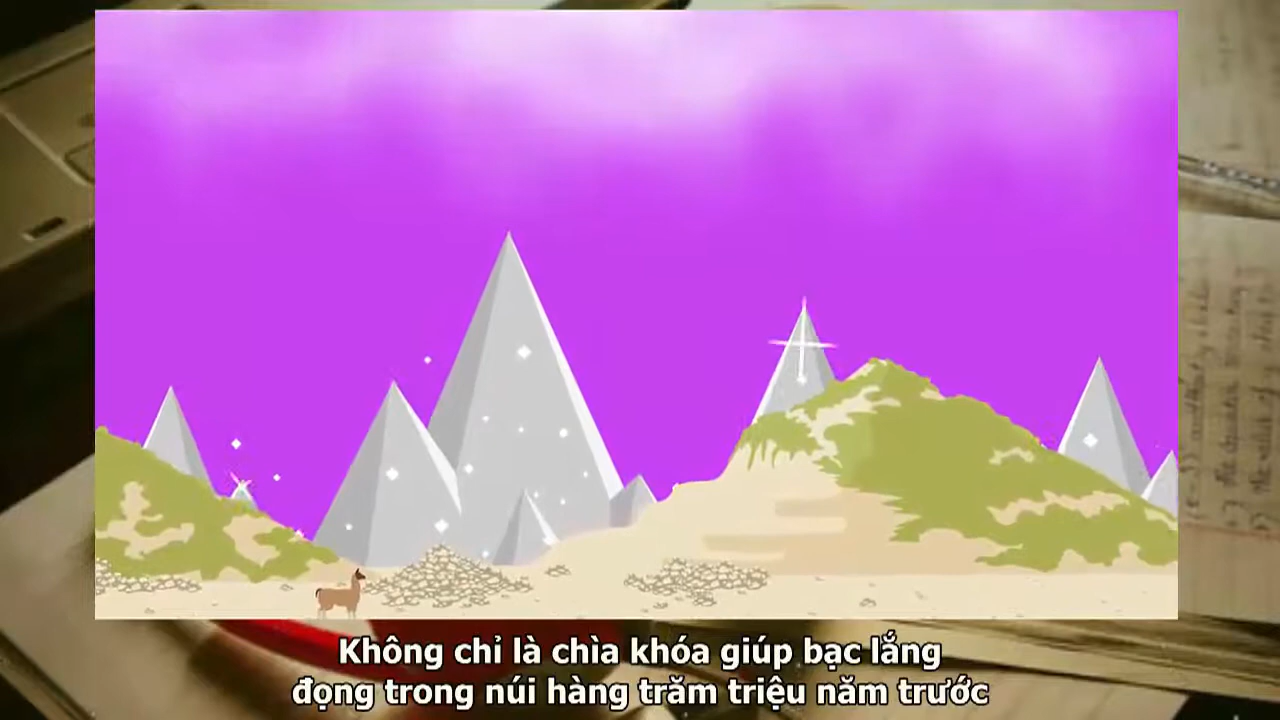 Không chỉ là chìa khóa giúp bạc lắng
đọng trong núi hàng trăm triệu năm trước